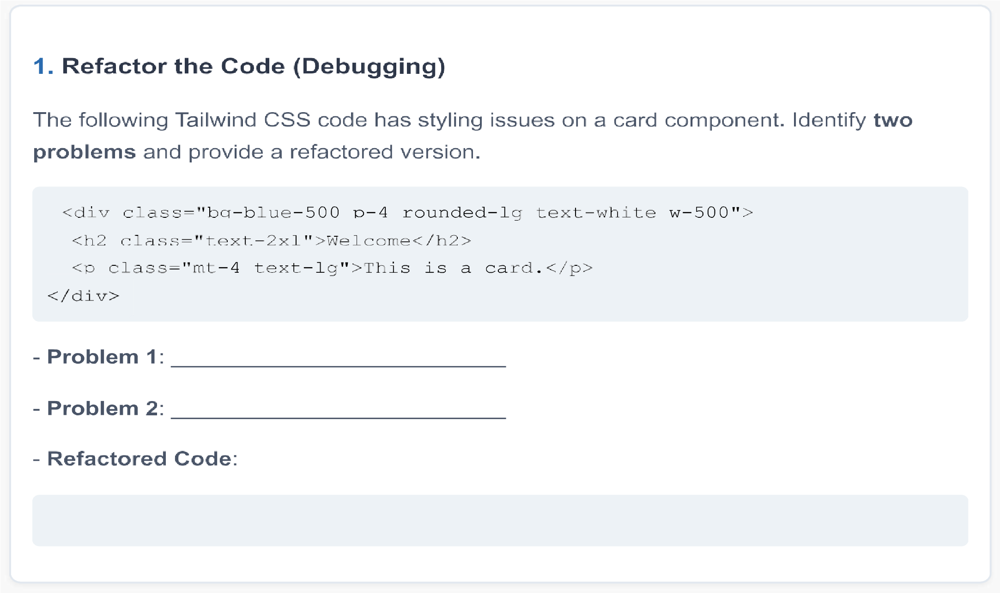 1. Refactor the Code (Debugging)
The following Tailwind CSS code has styling issues on a card component. Identify two
problems and provide a refactored version.
<div class="bg-blue-500 p-4 rounded-lg text-white w-500">
<h2 class="text-2xl">Welcome</h2>
<p class="mt-4 text-lg">This is a card.</p>
</div>
- Problem 1: ______________________________
- Problem 2: ______________________________
- Refactored Code: